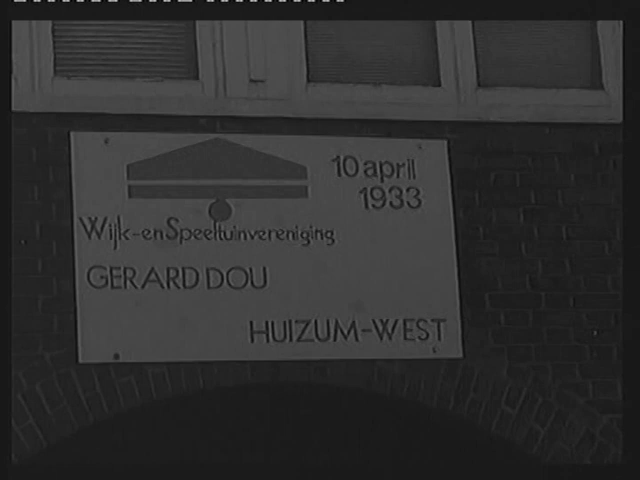 10 april
1933
Wijk-en Speeltuinvereniging
GERARD DOU
HUIZUM-WEST